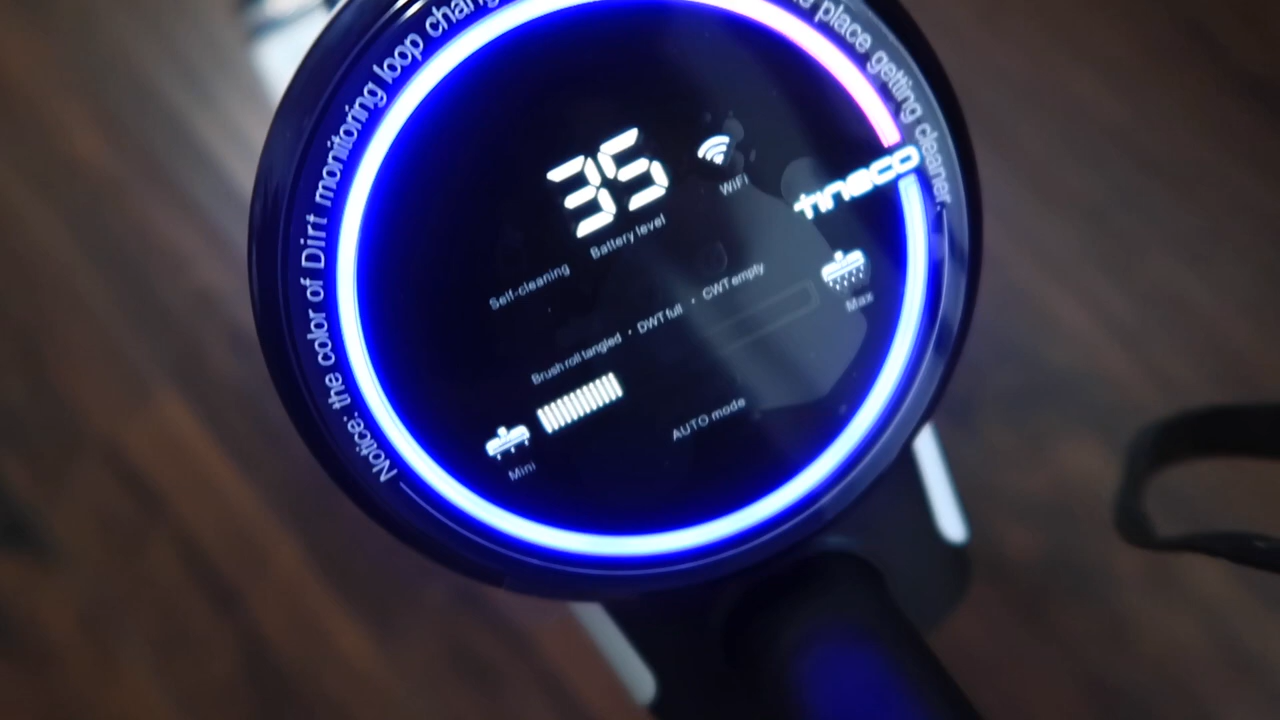 Notice: the color of Dirt monitoring loop
place getting cleaner.
tineco
35
WiFi
Battery level
Self-cleaning
Max
Brush roll tangled • DWT full • CWT empty
AUTO mode
Mini